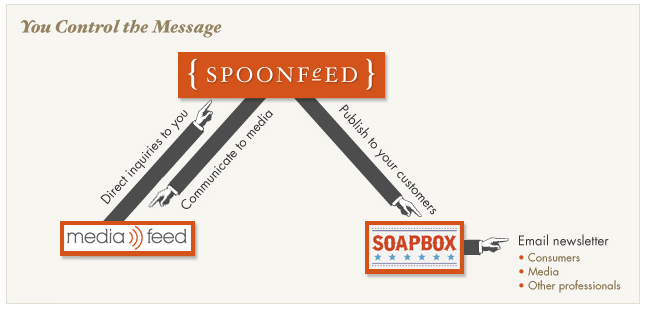 You Control the Message
{ SPOONFeED }
Direct inquiries to you
Communicate to media
Publish to your customers
media feed
SOAPBOX
Email newsletter
• Consumers
• Media
• Other professionals